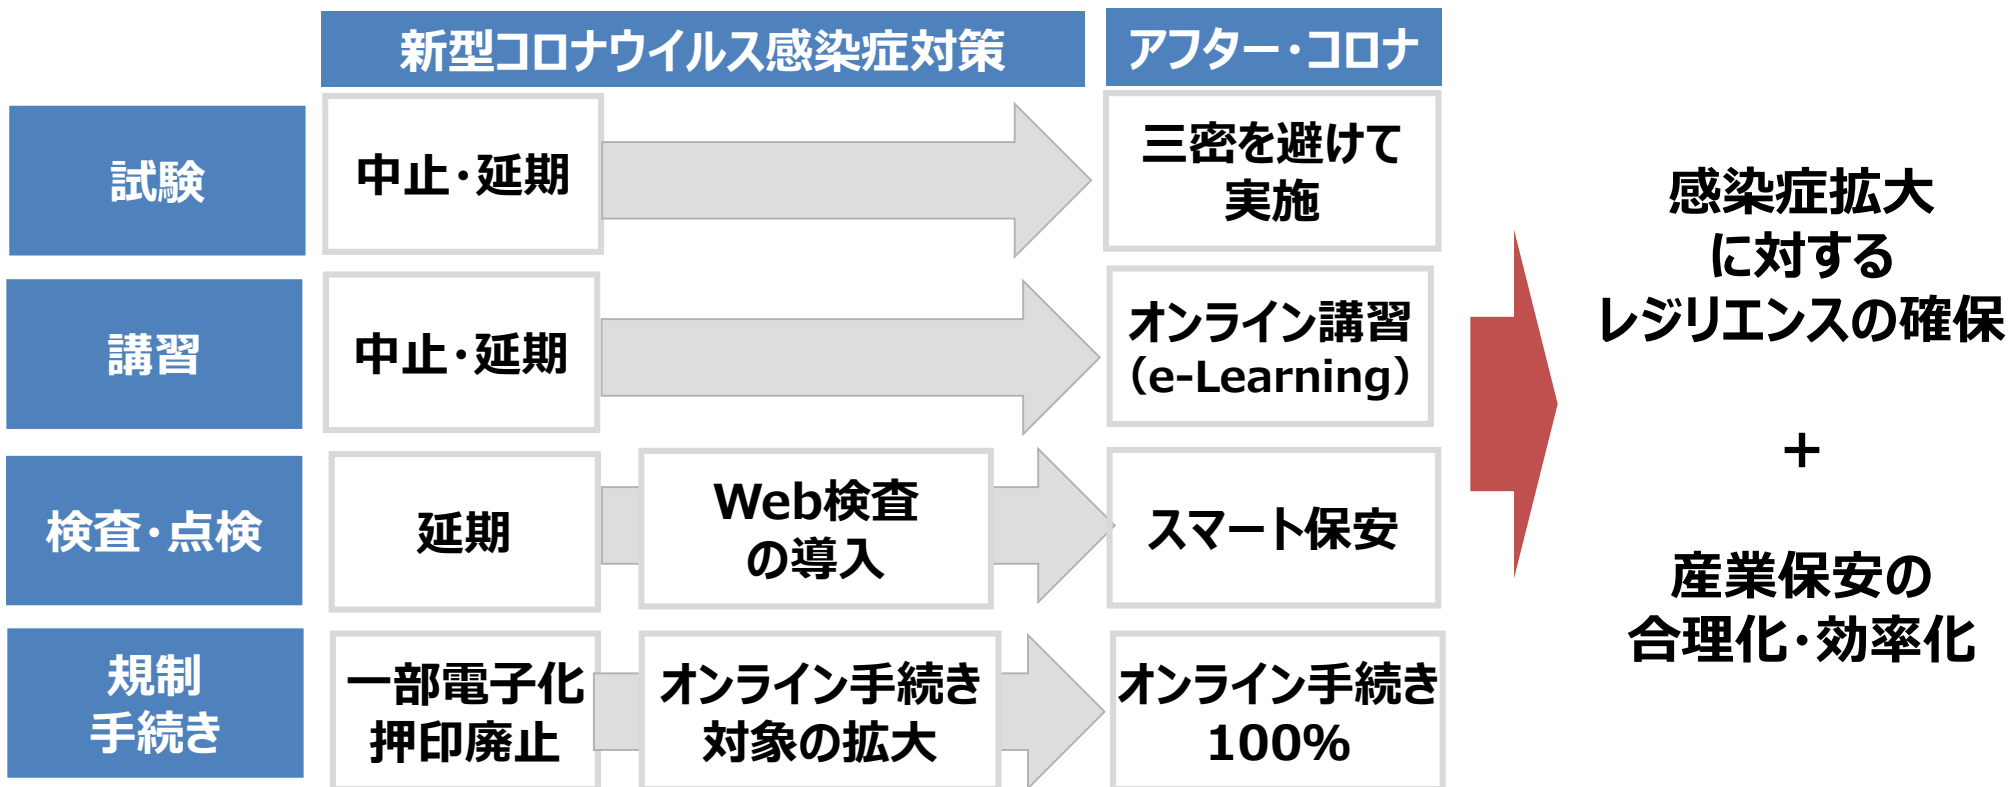 新型コロナウイルス感染症対策
アフター・コロナ
試験
中止・延期
三密を避けて
実施
講習
中止・延期
オンライン講習
（e-Learning）
検査・点検
延期
Web検査
の導入
スマート保安
規制
手続き
一部電子化
押印廃止
オンライン手続き
対象の拡大
オンライン手続き
100%
感染症拡大
に対する
レジリエンスの確保
+
産業保安の
合理化・効率化